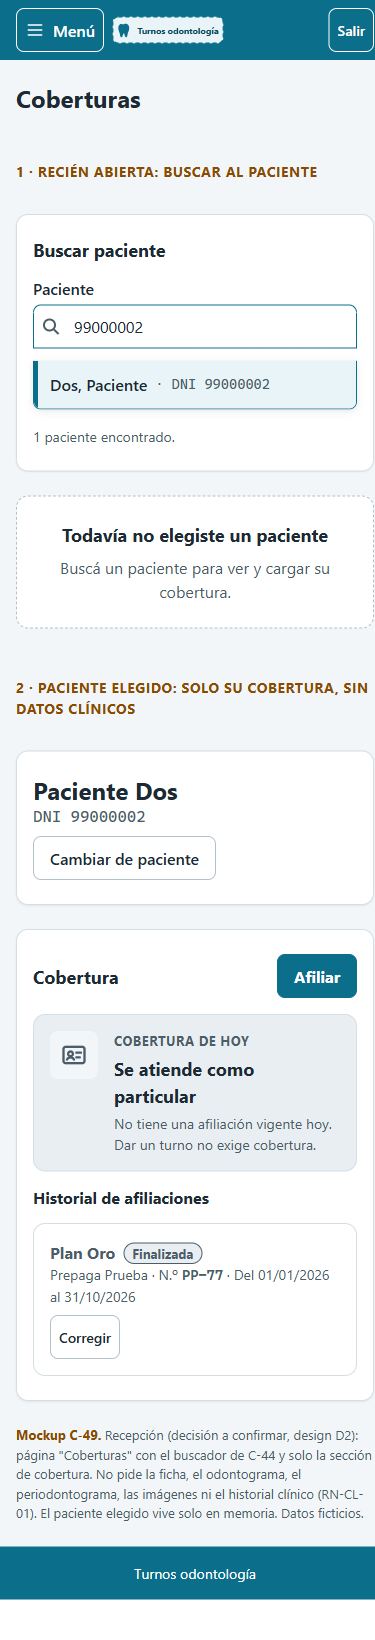 Menú
Turnos odontología
Salir
Coberturas
1 · RECIÉN ABIERTA: BUSCAR AL PACIENTE
Buscar paciente
Paciente
99000002
Dos, Paciente · DNI 99000002
1 paciente encontrado.
Todavía no elegiste un paciente
Buscá un paciente para ver y cargar su
cobertura.
2 · PACIENTE ELEGIDO: SOLO SU COBERTURA, SIN
DATOS CLÍNICOS
Paciente Dos
DNI 99000002
Cambiar de paciente
Cobertura
Afiliar
COBERTURA DE HOY
Se atiende como
particular
No tiene una afiliación vigente hoy.
Dar un turno no exige cobertura.
Historial de afiliaciones
Plan Oro Finalizada
Prepaga Prueba · N.º PP-77 · Del 01/01/2026
al 31/10/2026
Corregir
Mockup C-49. Recepción (decisión a confirmar, design D2):
página "Coberturas" con el buscador de C-44 y solo la sección
de cobertura. No pide la ficha, el odontograma, el
periodontograma, las imágenes ni el historial clínico (RN-CL-
01). El paciente elegido vive solo en memoria. Datos ficticios.
Turnos odontología